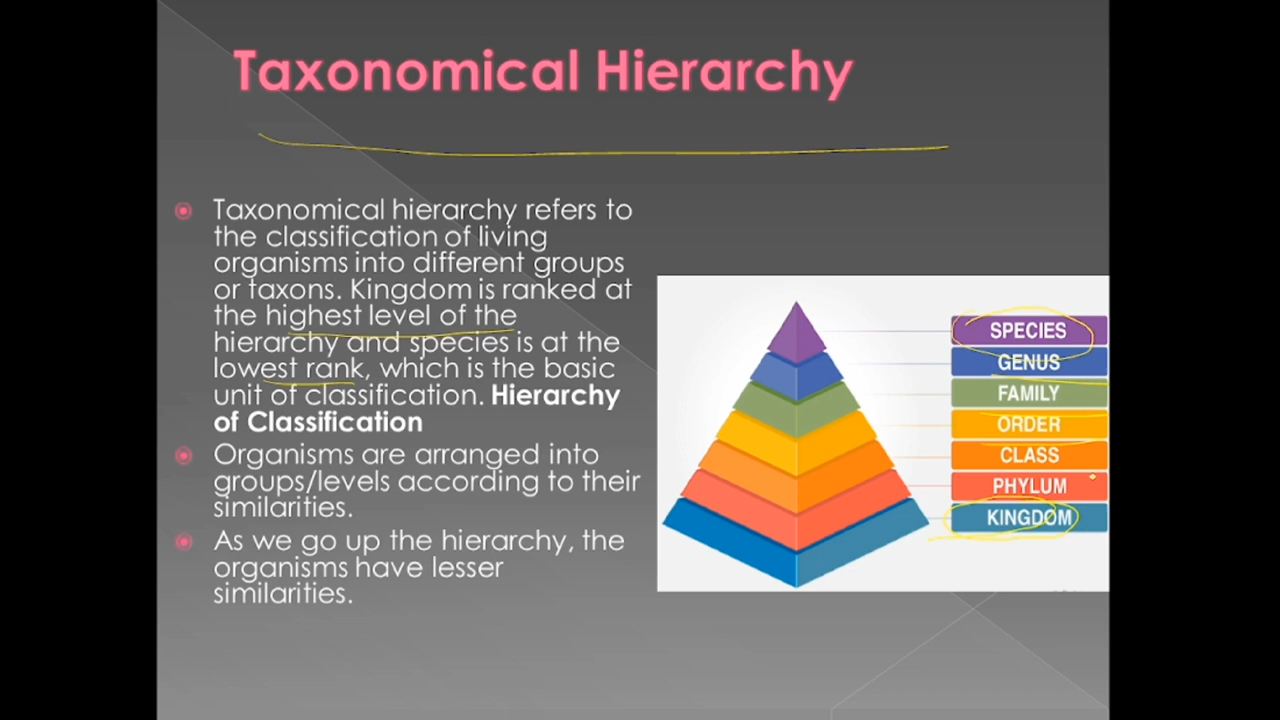 Taxonomical Hierarchy
Taxonomical hierarchy refers to
the classification of living
organisms into different groups
or taxons. Kingdom is ranked at
the highest level of the
hierarchy and species is at the
lowest rank, which is the basic
unit of classification. Hierarchy
of Classification
Organisms are arranged into
groups/levels according to their
similarities.
As we go up the hierarchy, the
organisms have lesser
similarities.
SPECIES
GENUS
FAMILY
ORDER
CLASS
PHYLUM
KINGDOM